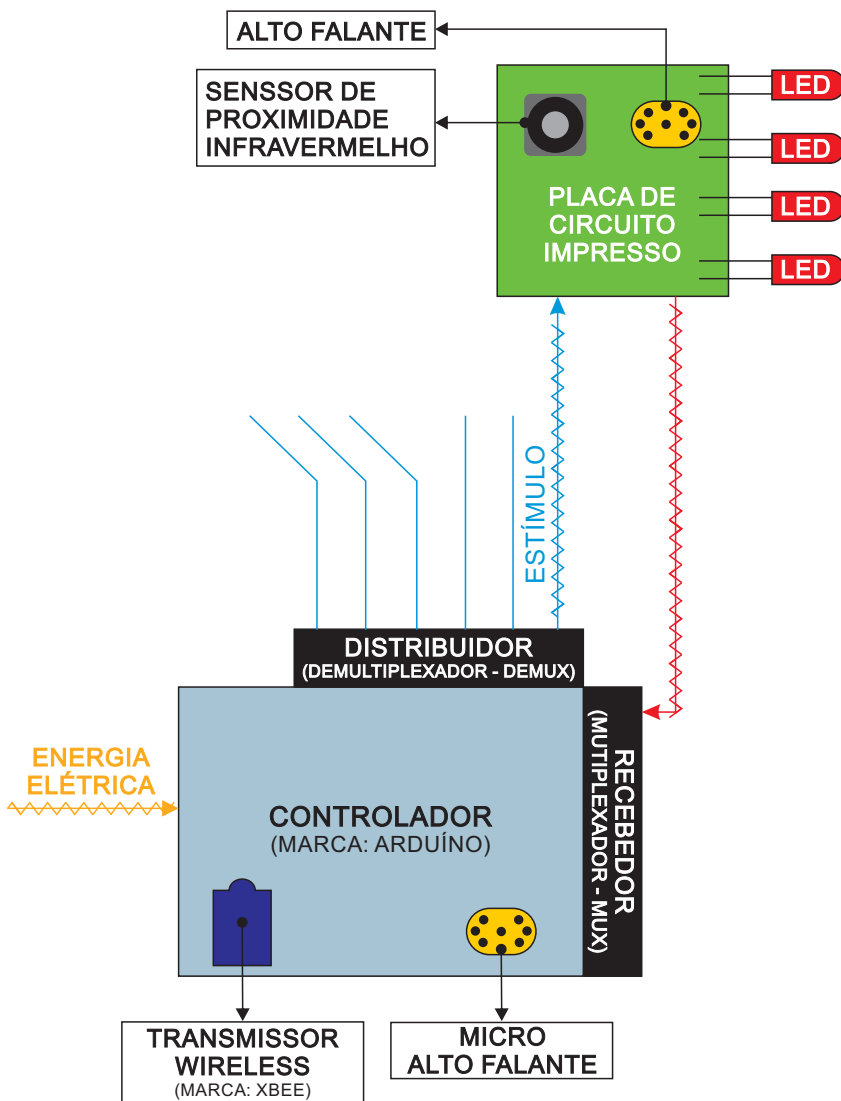 ALTO FALANTE
SENSSOR DE
PROXIMIDADE
INFRAVERMELHO
LED
LED
LED
LED
PLACA DE
CIRCUITO
IMPRESSO
ESTÍMULO
DISTRIBUIDOR
(DEMULTIPLEXADOR - DEMUX)
RECEBEDOR
(MUTIPLEXADOR - MUX)
ENERGIA
ELÉTRICA
CONTROLADOR
(MARCA: ARDUÍNO)
TRANSMISSOR
WIRELESS
(MARCA: XBEE)
MICRO
ALTO FALANTE